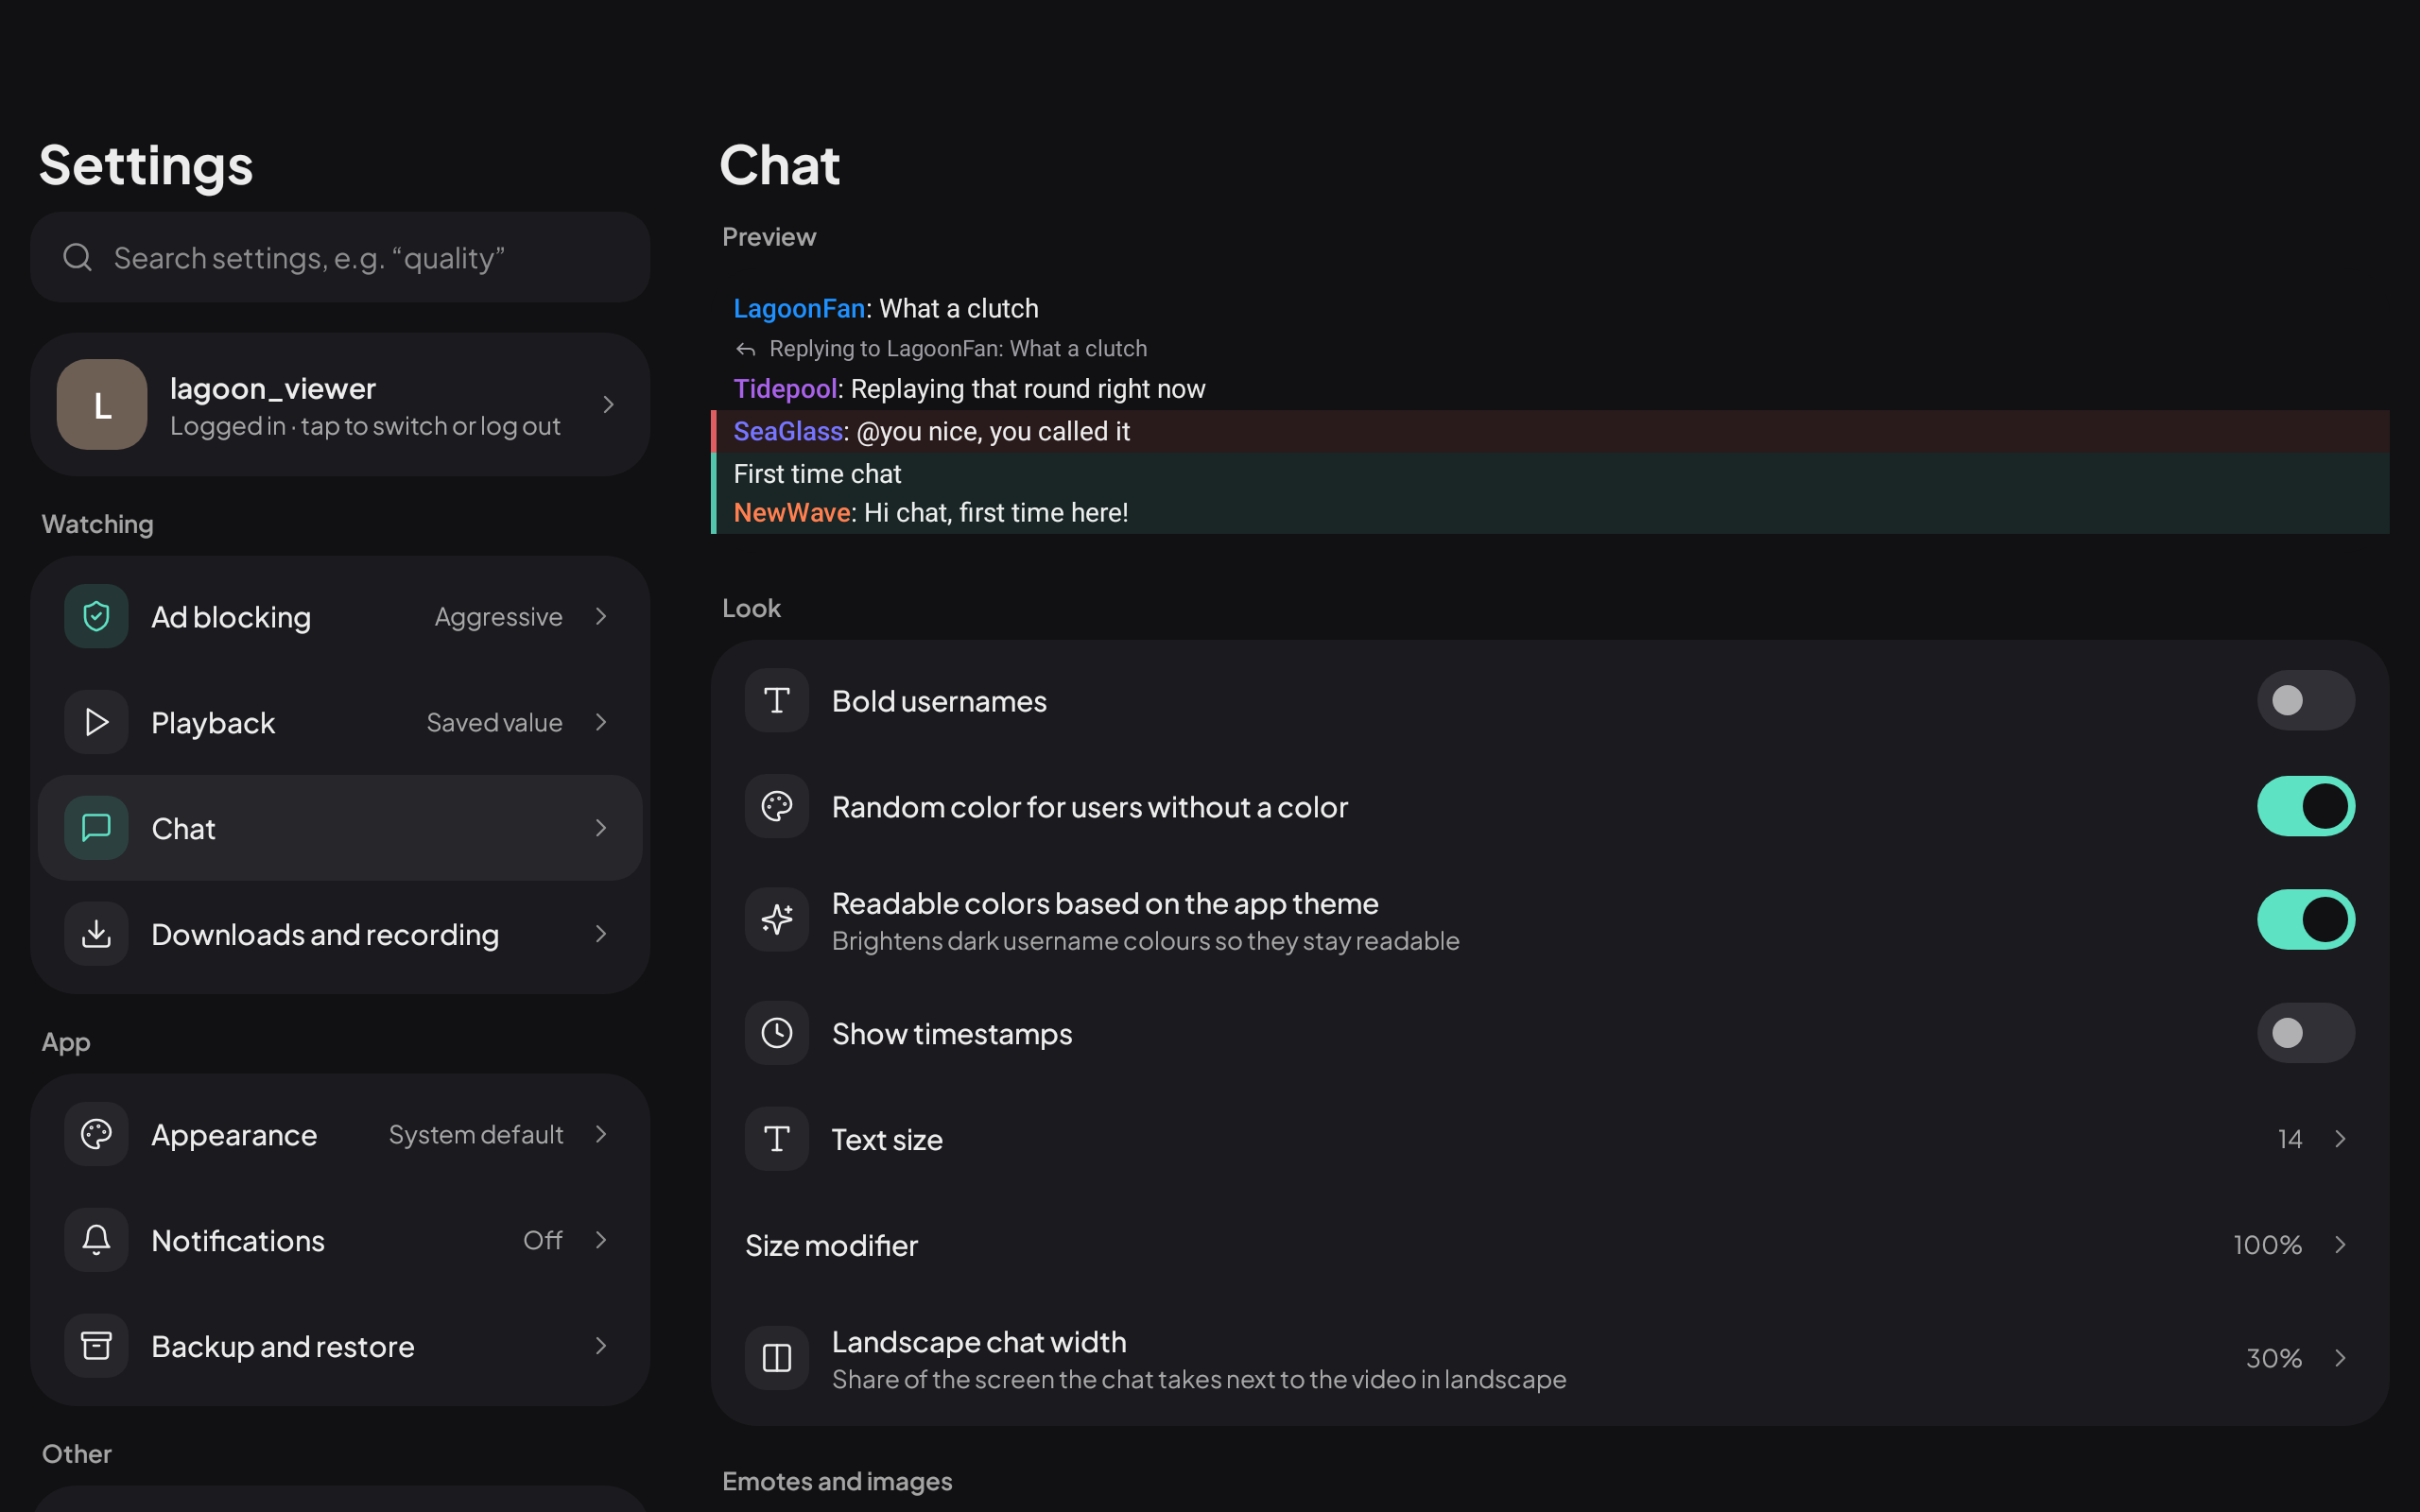 Settings
Search settings, e.g. “quality”
L
lagoon_viewer
Logged in · tap to switch or log out
Watching
Ad blocking Aggressive
Playback Saved value
Chat
Downloads and recording
App
Appearance System default
Notifications Off
Backup and restore
Other
Chat
Preview
LagoonFan: What a clutch
Replying to LagoonFan: What a clutch
Tidepool: Replaying that round right now
SeaGlass: @you nice, you called it
First time chat
NewWave: Hi chat, first time here!
Look
Bold usernames
Random color for users without a color
Readable colors based on the app theme
Brightens dark username colours so they stay readable
Show timestamps
Text size 14
Size modifier 100%
Landscape chat width
Share of the screen the chat takes next to the video in landscape
30%
Emotes and images